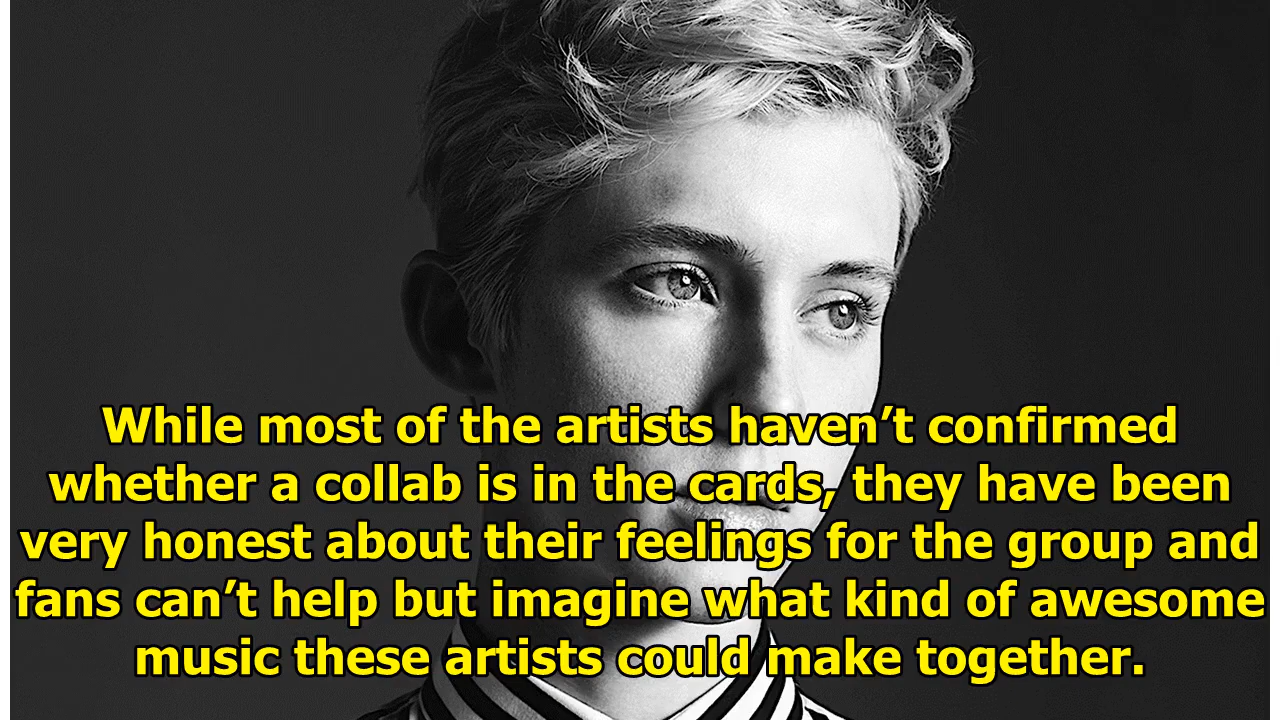 While most of the artists haven’t confirmed
whether a collab is in the cards, they have been
very honest about their feelings for the group and
fans can’t help but imagine what kind of awesome
music these artists could make together.